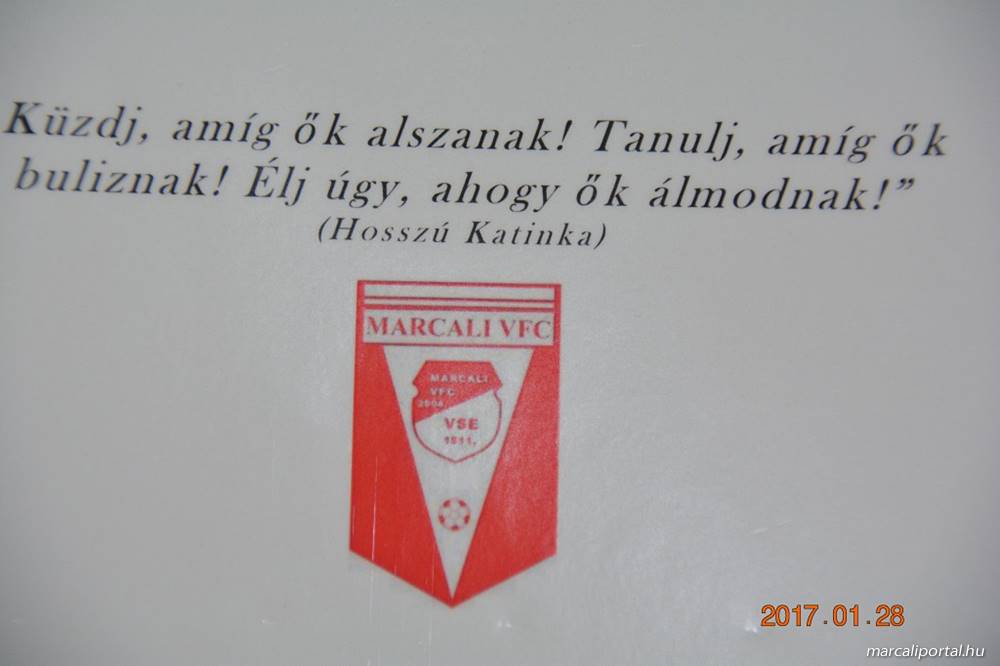 Küzdj, amíg ők alszanak! Tanulj, amíg ők
buliznak! Élj úgy, ahogy ők álmodnak!”
(Hosszú Katinka)
MARCALI VFC
MARCALI
VFC
2004.
VSE
1911.
2017.01.28
marcaliportal.hu